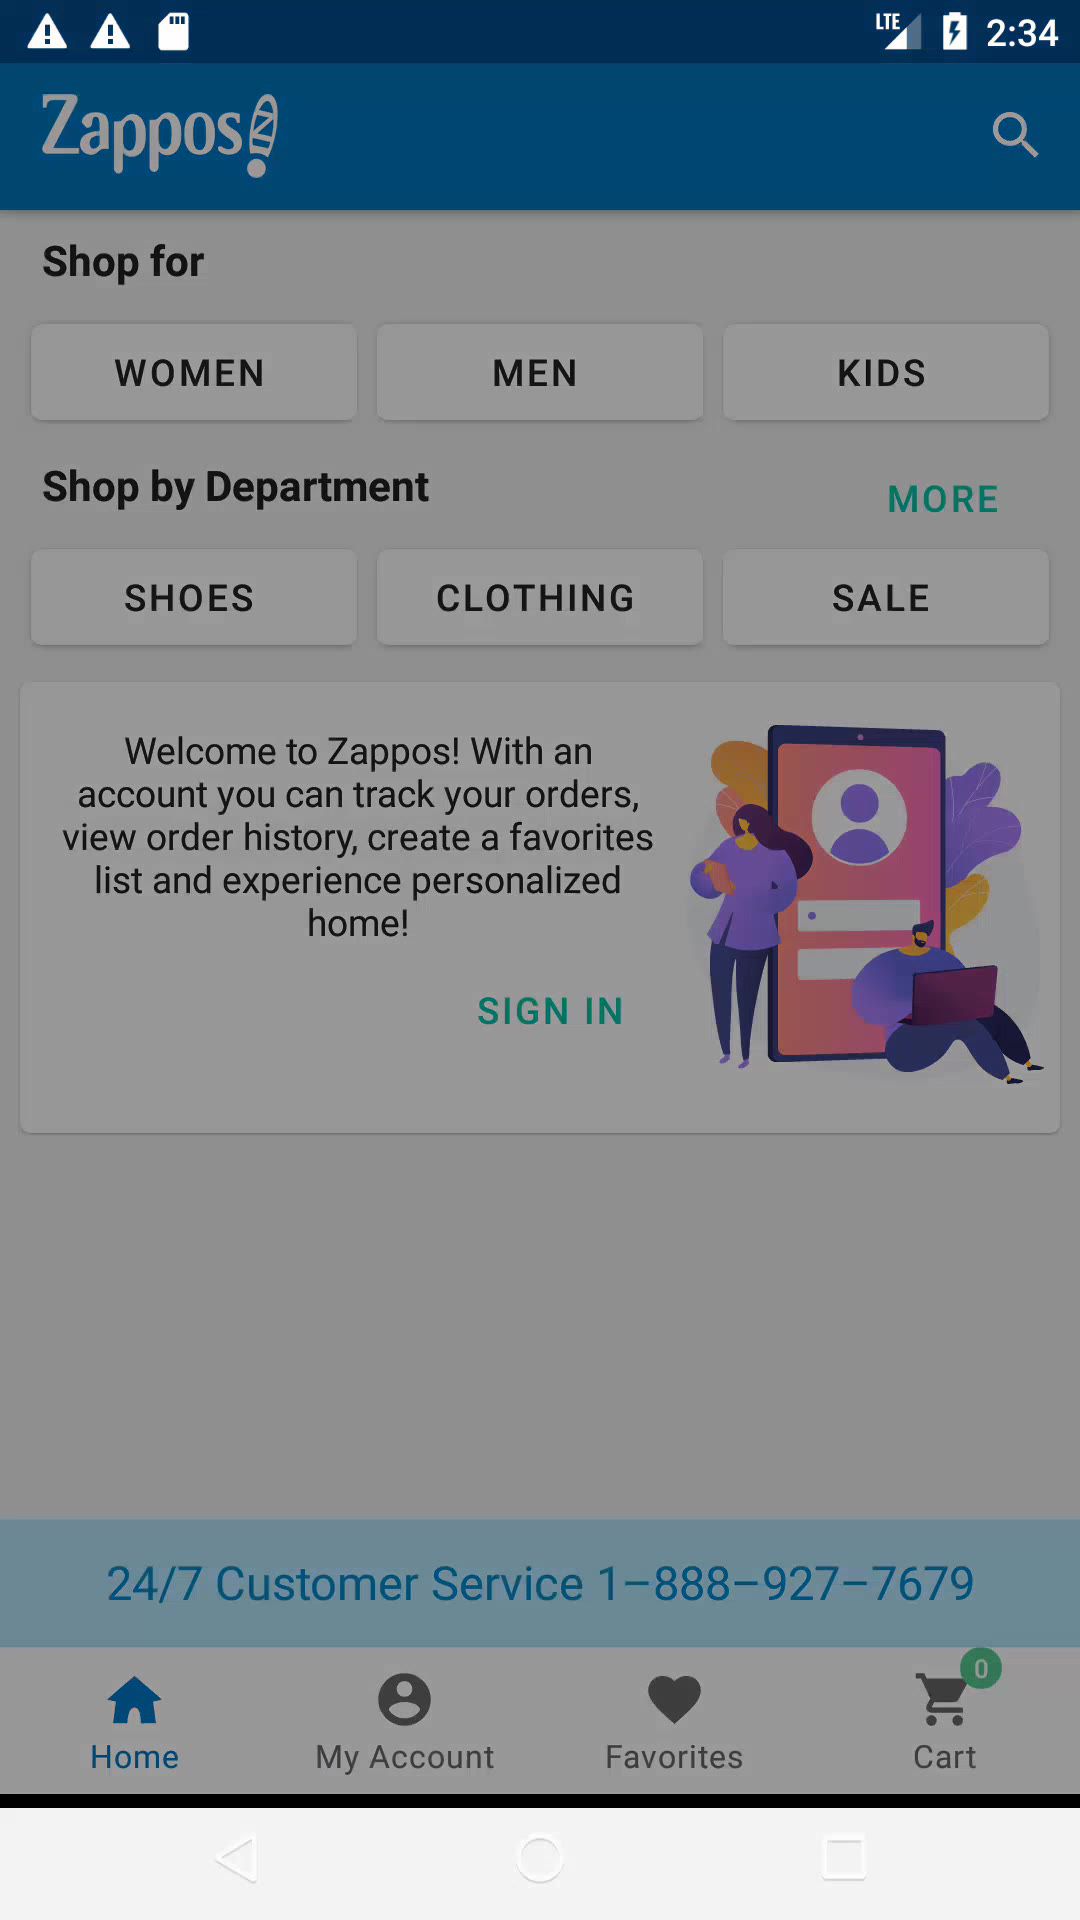 LTE 2:34
Zappos
Shop for
WOMEN MEN KIDS
Shop by Department MORE
SHOES CLOTHING SALE
Welcome to Zappos! With an
account you can track your orders,
view order history, create a favorites
list and experience personalized
home!
SIGN IN
24/7 Customer Service 1-888-927-7679
0
Home My Account Favorites Cart